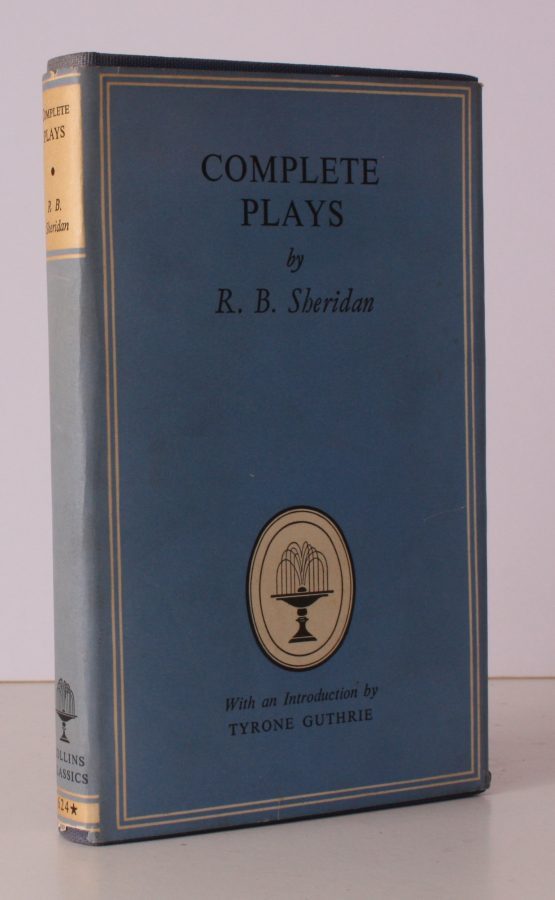 COMPLETE
PLAYS
by
R. B. Sheridan
With an Introduction by
TYRONE GUTHRIE
COMPLETE
PLAYS
R. B.
Sheridan
COLLINS
CLASSICS